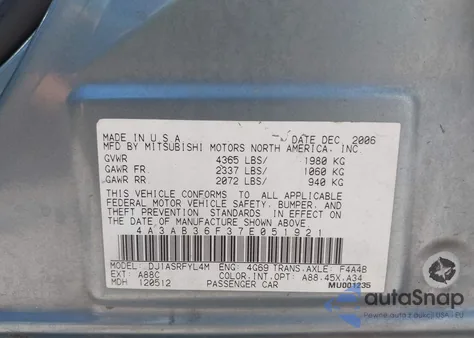 MADE IN U.S.A DATE DEC 2006
MFD BY MITSUBISHI MOTORS NORTH AMERICA, INC.
GVWR 4365 LBS/ 1980 KG
GAWR FR 2337 LBS/ 1060 KG
GAWR RR 2072 LBS/ 940 KG
THIS VEHICLE CONFORMS TO ALL APPLICABLE
FEDERAL MOTOR VEHICLE SAFETY, BUMPER, AND
THEFT PREVENTION STANDARDS IN EFFECT ON THE
DATE OF MANUFACTURE SHOWN ABOVE.
4A3AB36F37E051921
MODEL: DJ1ASRFYL4M ENG: 4G69 TRANS.AXLE: F4A4B
EXT: A88C COLOR.INT.OPT: A88.45X.A34
MDH 120512 PASSENGER CAR MU001235
autoSnap